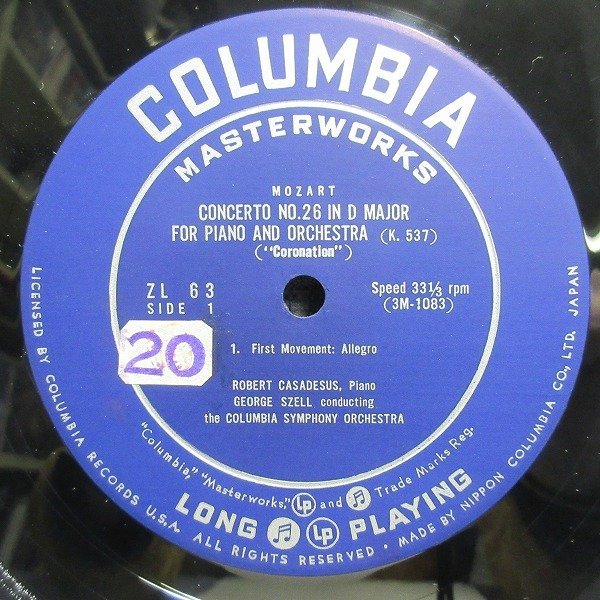 COLUMBIA
MASTERWORKS
MOZART
CONCERTO NO.26 IN D MAJOR
FOR PIANO AND ORCHESTRA (K. 537)
("Coronation")
ZL 63
SIDE 1
Speed 33⅓ rpm
(3M-1083)
20
1. First Movement: Allegro
ROBERT CASADESUS, Piano
GEORGE SZELL conducting
the COLUMBIA SYMPHONY ORCHESTRA
"Columbia," "Masterworks," LP and Trade Marks Reg.
LONG LP PLAYING
LICENSED BY COLUMBIA RECORDS U.S.A. ALL RIGHTS RESERVED • MADE BY NIPPON COLUMBIA CO., LTD. JAPAN